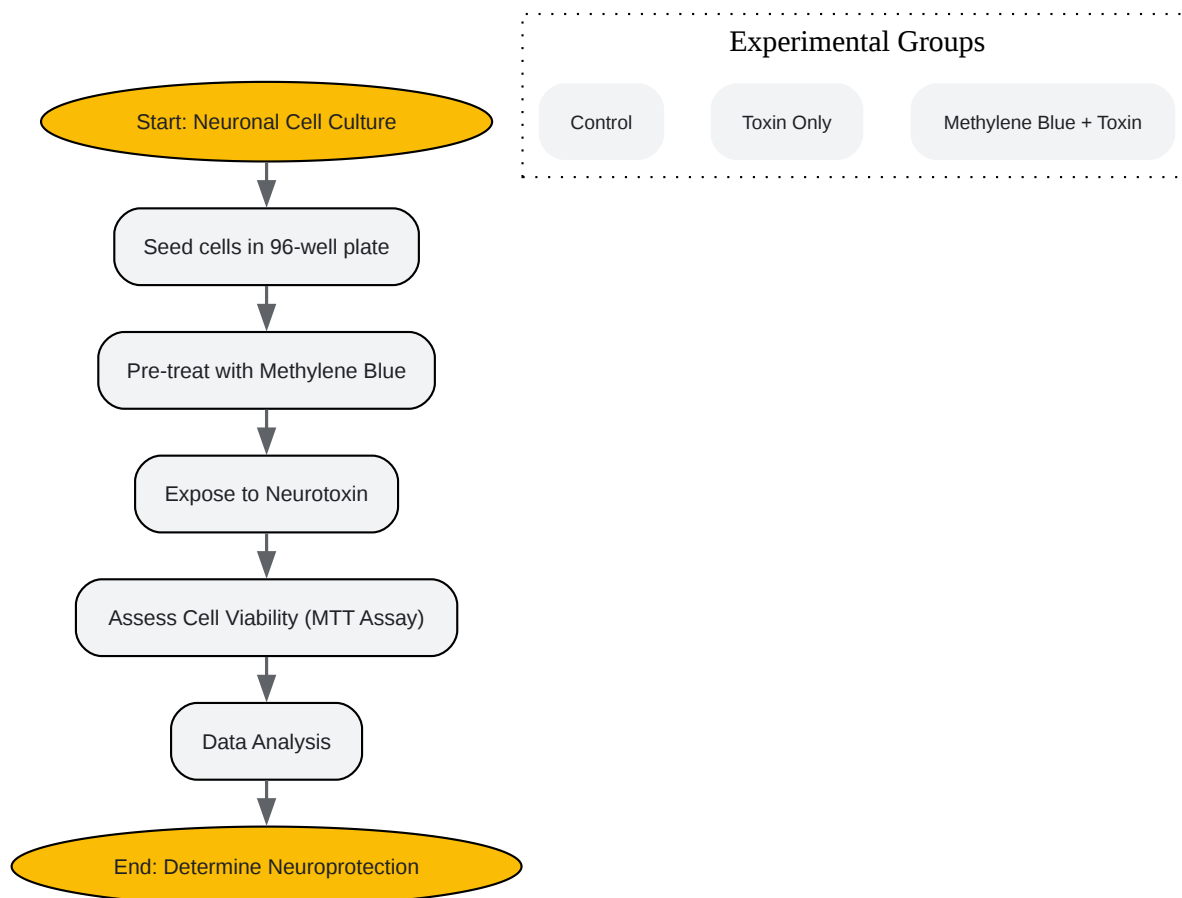 Experimental Groups
Control
Toxin Only
Methylene Blue + Toxin
Start: Neuronal Cell Culture
Seed cells in 96-well plate
Pre-treat with Methylene Blue
Expose to Neurotoxin
Assess Cell Viability (MTT Assay)
Data Analysis
End: Determine Neuroprotection